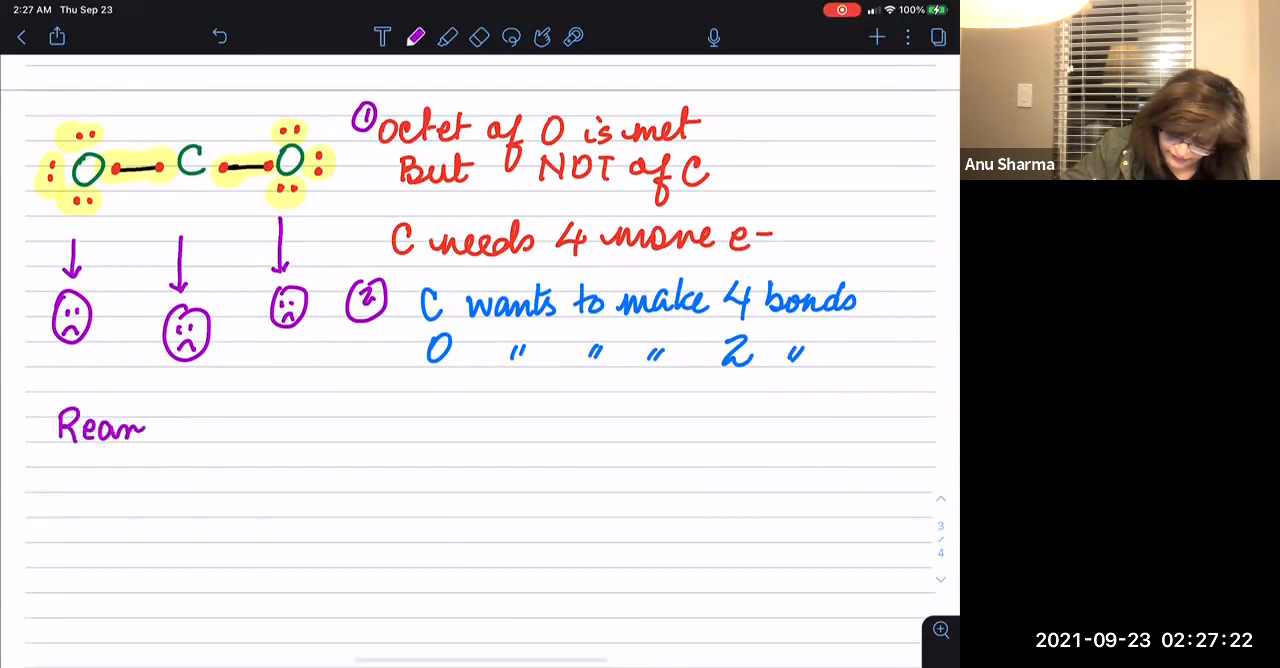 2:27 AM Thu Sep 23
100%
O C O
① Octet of O is met
But NOT of C
C needs 4 more e-
② C wants to make 4 bonds
O " " " 2 "
Rearr
3
/
4
Anu Sharma
2021-09-23 02:27:22